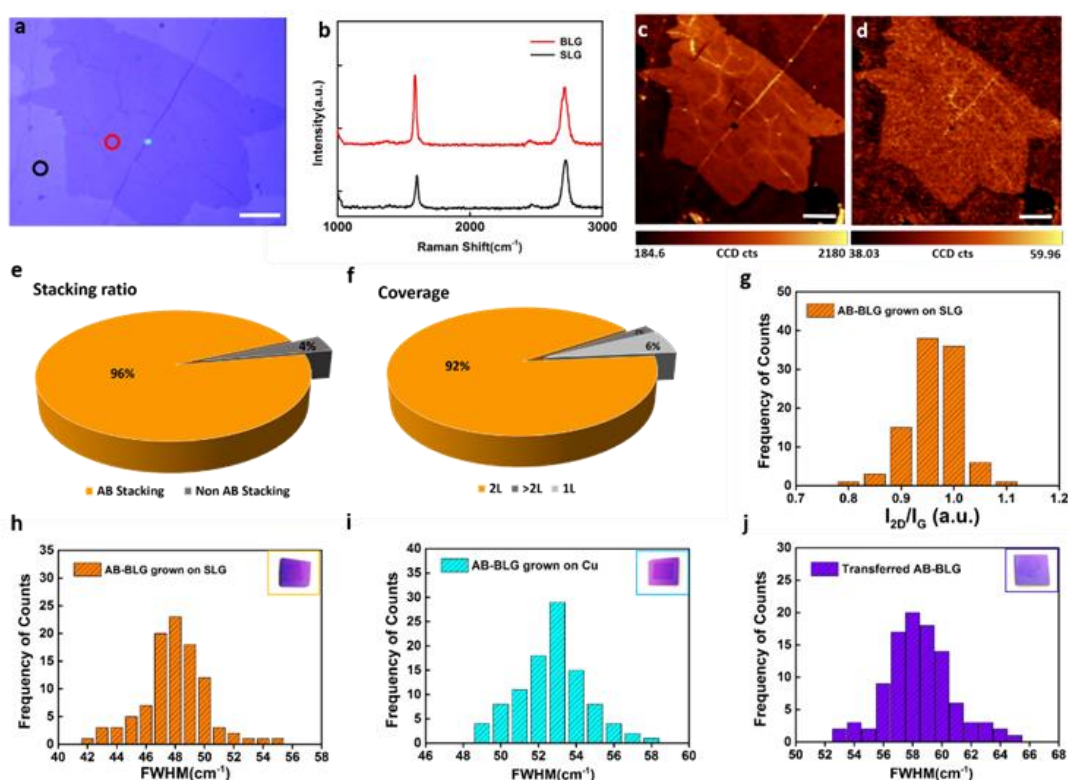 a
b
BLG
SLG
Intensity(a.u.)
1000 2000 3000
Raman Shift(cm-1)
c
184.6 CCD cts 2180
d
38.03 CCD cts 59.96
e
Stacking ratio
96%
4%
AB Stacking Non AB Stacking
f
Coverage
92%
6%
2L >2L 1L
g
AB-BLG grown on SLG
Frequency of Counts
50
40
30
20
10
0
0.7 0.8 0.9 1.0 1.1 1.2
I2D/IG (a.u.)
h
AB-BLG grown on SLG
Frequency of Counts
35
30
25
20
15
10
5
0
40 42 44 46 48 50 52 54 56 58
FWHM(cm-1)
i
AB-BLG grown on Cu
Frequency of Counts
40
35
30
25
20
15
10
5
0
46 48 50 52 54 56 58 60
FWHM(cm-1)
j
Transferred AB-BLG
Frequency of Counts
30
20
10
0
50 52 54 56 58 60 62 64 66 68
FWHM(cm-1)